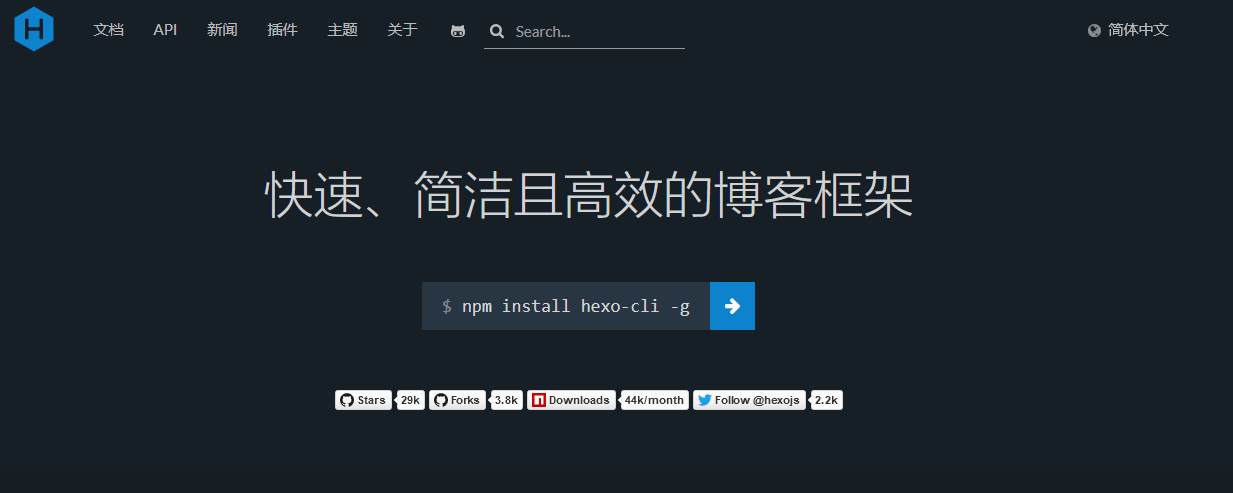 H 文档 API 新闻 插件 主题 关于 Search... 简体中文
快速、简洁且高效的博客框架
$ npm install hexo-cli -g
Stars 29k Forks 3.8k Downloads 44k/month Follow @hexojs 2.2k